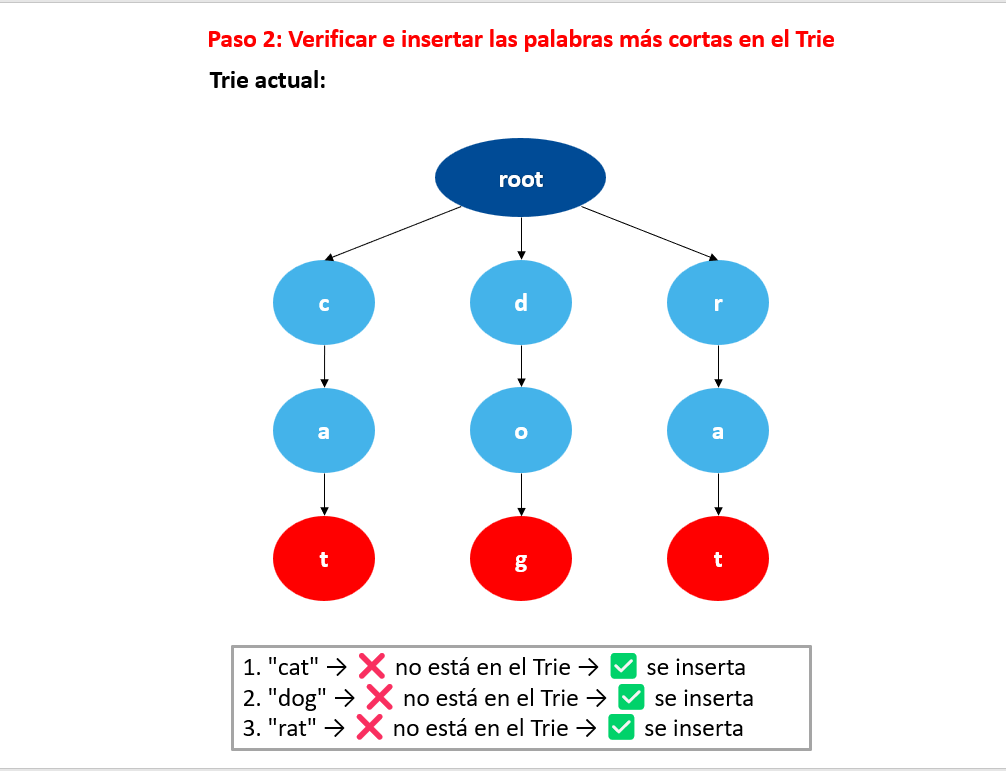 Paso 2: Verificar e insertar las palabras más cortas en el Trie
Trie actual:
root
c d r
a o a
t g t
1. "cat" → ❌ no está en el Trie → ✅ se inserta
2. "dog" → ❌ no está en el Trie → ✅ se inserta
3. "rat" → ❌ no está en el Trie → ✅ se inserta